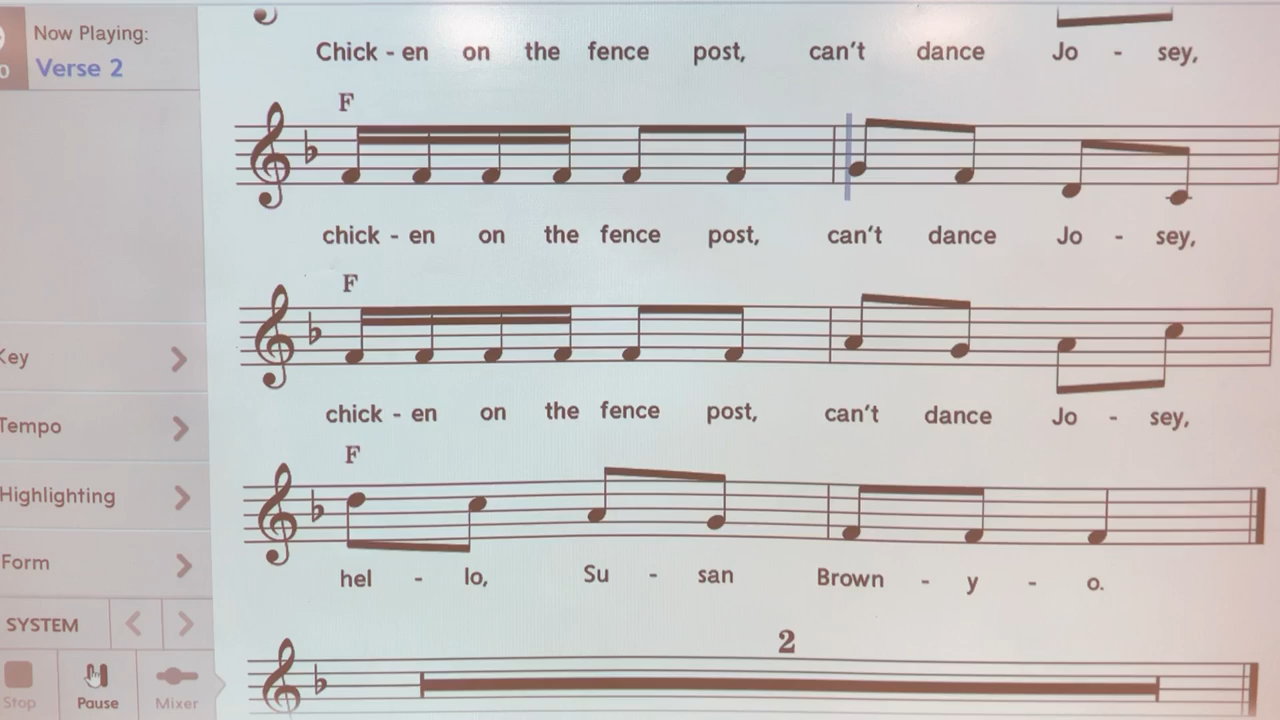 Now Playing:
Verse 2
Chick - en on the fence post, can't dance Jo - sey,
F
chick - en on the fence post, can't dance Jo - sey,
F
chick - en on the fence post, can't dance Jo - sey,
F
hel - lo, Su - san Brown - y - o.
2
Key
Tempo
Highlighting
Form
SYSTEM
Stop
Pause
Mixer